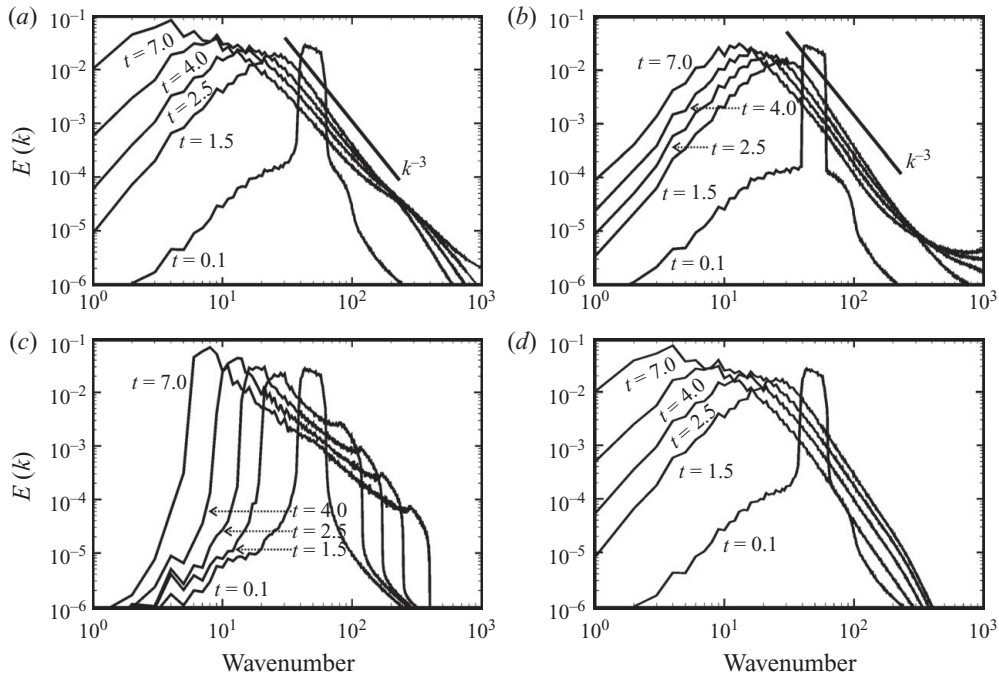 (a) (b)
10⁻¹ 10⁻¹
t = 7.0 7.0
10⁻² t = 4.0 10⁻²
t = 2.5 t = 4.0
10⁻³ 10⁻³
E (k) t = 1.5 k⁻³ t = 2.5 k⁻³
10⁻⁴ 10⁻⁴
t = 1.5
10⁻⁵ 10⁻⁵
t = 0.1 t = 0.1
10⁻⁶ 10⁻⁶
10⁰ 10¹ 10² 10³ 10⁰ 10¹ 10² 10³
(c) (d)
10⁻¹ 10⁻¹
t = 7.0 t = 7.0
10⁻² t = 4.0 10⁻²
t = 2.5
10⁻³ 10⁻³
E (k) t = 1.5
10⁻⁴ t = 4.0 10⁻⁴
t = 2.5
10⁻⁵ t = 1.5 10⁻⁵
t = 0.1 t = 0.1
10⁻⁶ 10⁻⁶
10⁰ 10¹ 10² 10³ 10⁰ 10¹ 10² 10³
Wavenumber Wavenumber